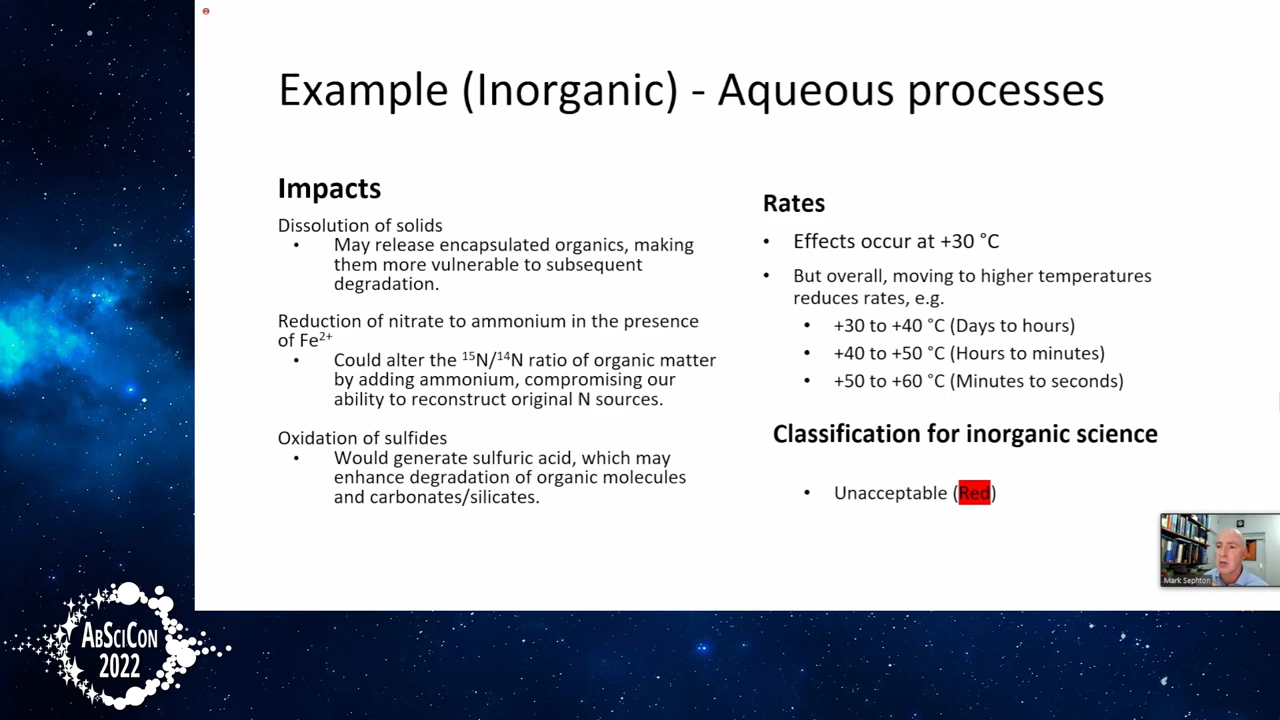 Example (Inorganic) - Aqueous processes
Impacts
Dissolution of solids
• May release encapsulated organics, making
them more vulnerable to subsequent
degradation.
Reduction of nitrate to ammonium in the presence
of Fe²⁺
• Could alter the ¹⁵N/¹⁴N ratio of organic matter
by adding ammonium, compromising our
ability to reconstruct original N sources.
Oxidation of sulfides
• Would generate sulfuric acid, which may
enhance degradation of organic molecules
and carbonates/silicates.
Rates
• Effects occur at +30 °C
• But overall, moving to higher temperatures
reduces rates, e.g.
• +30 to +40 °C (Days to hours)
• +40 to +50 °C (Hours to minutes)
• +50 to +60 °C (Minutes to seconds)
Classification for inorganic science
• Unacceptable (Red)
Mark Sephton
AbSciCon
2022